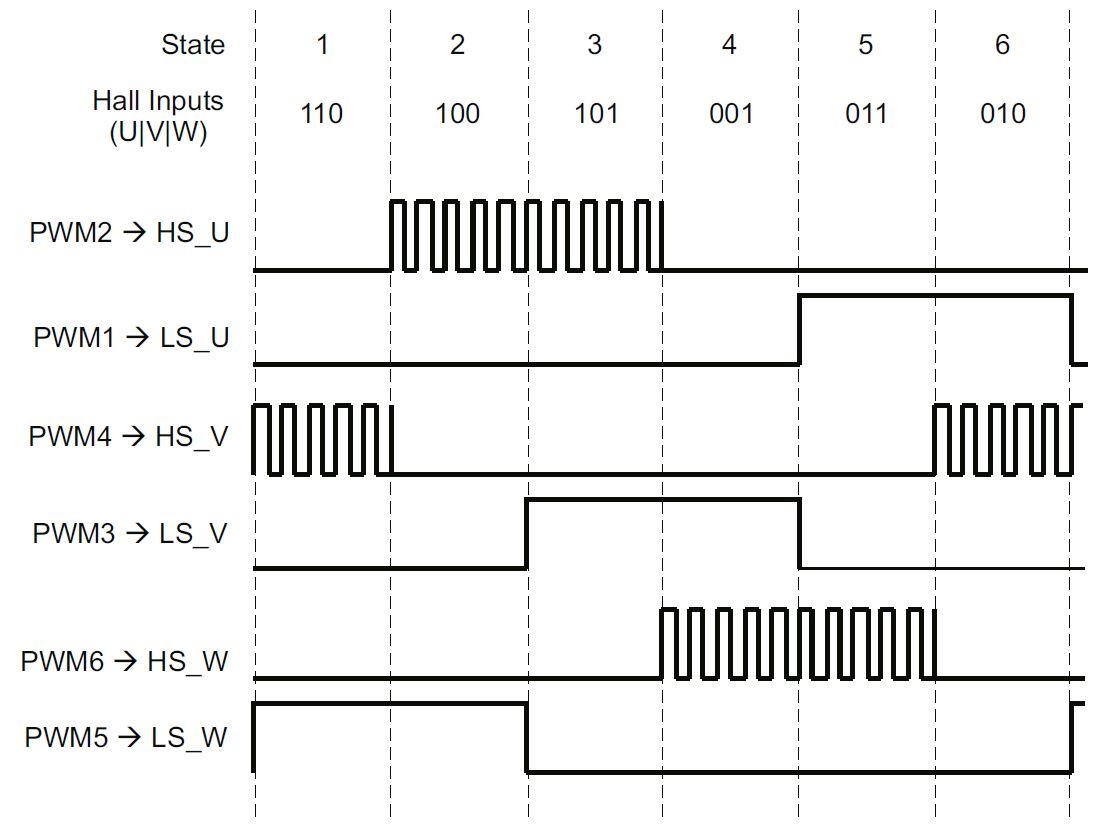 State 1 2 3 4 5 6
Hall Inputs
(U|V|W) 110 100 101 001 011 010
PWM2 → HS_U
PWM1 → LS_U
PWM4 → HS_V
PWM3 → LS_V
PWM6 → HS_W
PWM5 → LS_W